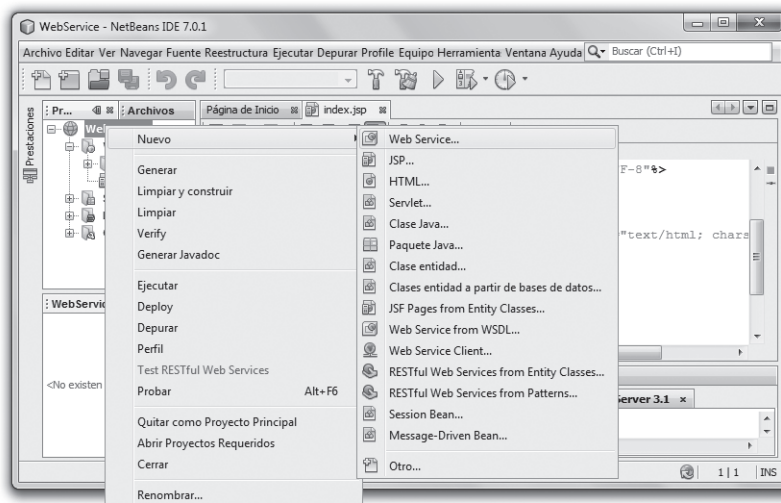 WebService - NetBeans IDE 7.0.1
Archivo Editar Ver Navegar Fuente Reestructura Ejecutar Depurar Profile Equipo Herramienta Ventana Ayuda Buscar (Ctrl+I)
Pr... Archivos Página de Inicio index.jsp
Prestaciones
We
Nuevo
Generar
Limpiar y construir
Limpiar
Verify
Generar Javadoc
Ejecutar
Deploy
Depurar
Perfil
Test RESTful Web Services
Probar Alt+F6
Quitar como Proyecto Principal
Abrir Proyectos Requeridos
Cerrar
Renombrar...
Web Service...
JSP...
HTML...
Servlet...
Clase Java...
Paquete Java...
Clase entidad...
Clases entidad a partir de bases de datos...
JSF Pages from Entity Classes...
Web Service from WSDL...
Web Service Client...
RESTful Web Services from Entity Classes...
RESTful Web Services from Patterns...
Session Bean...
Message-Driven Bean...
Otro...
F-8"%>
"text/html; chars
WebServic
<No existen
Server 3.1
1 | 1 INS